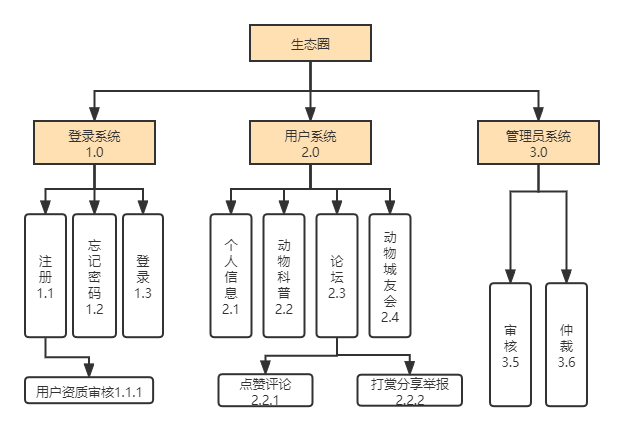 生态圈
登录系统
1.0
用户系统
2.0
管理员系统
3.0
注册
1.1
忘记密码
1.2
登录
1.3
个人信息
2.1
动物科普
2.2
论坛
2.3
动物城友会
2.4
审核
3.5
仲裁
3.6
用户资质审核1.1.1
点赞评论
2.2.1
打赏分享举报
2.2.2